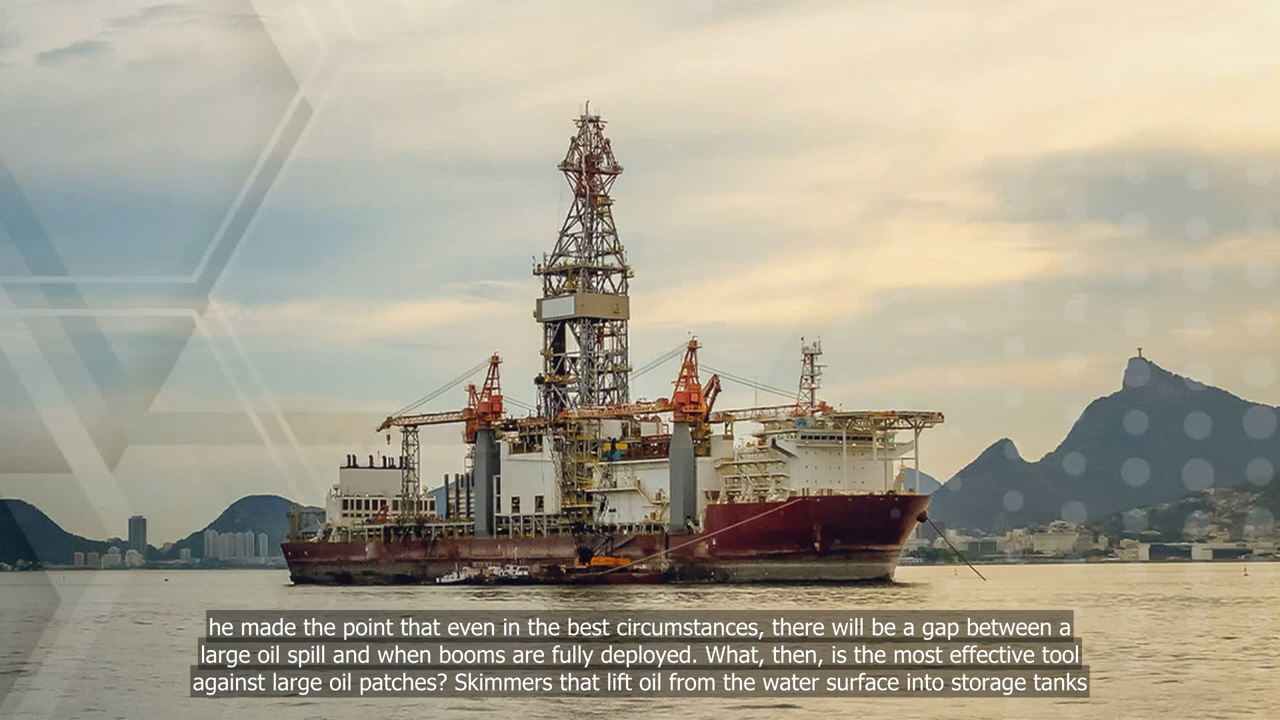 he made the point that even in the best circumstances, there will be a gap between a
large oil spill and when booms are fully deployed. What, then, is the most effective tool
against large oil patches? Skimmers that lift oil from the water surface into storage tanks